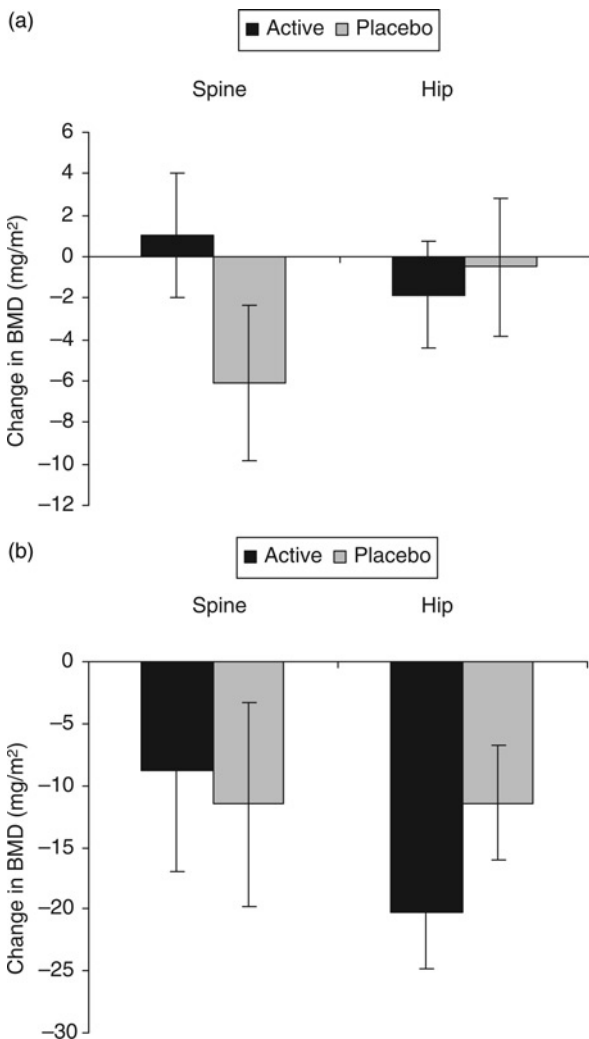 (a)
Active Placebo
Spine Hip
6
4
2
0
–2
–4
–6
–8
–10
–12
Change in BMD (mg/m²)
(b)
Active Placebo
Spine Hip
0
–5
–10
–15
–20
–25
–30
Change in BMD (mg/m²)